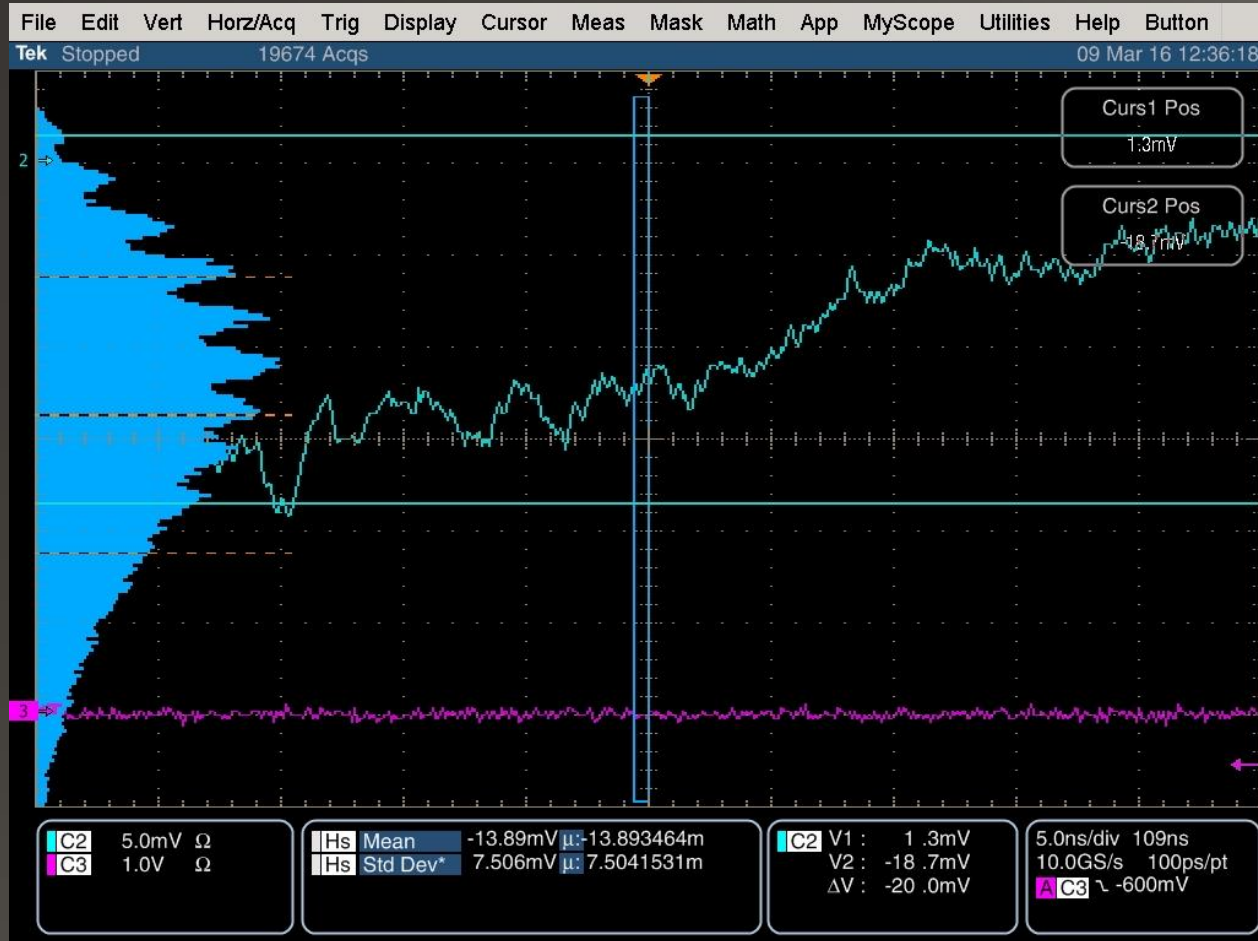 File Edit Vert Horz/Acq Trig Display Cursor Meas Mask Math App MyScope Utilities Help Button
Tek Stopped 19674 Acqs 09 Mar 16 12:36:18
Curs1 Pos
1.3mV
2
Curs2 Pos
-18.7mV
3
C2 5.0mV Ω
C3 1.0V Ω
Hs Mean -13.89mV µ:-13.893464m
Hs Std Dev* 7.506mV µ: 7.5041531m
C2 V1 : 1 .3mV
V2 : -18 .7mV
ΔV : -20 .0mV
5.0ns/div 109ns
10.0GS/s 100ps/pt
A C3 -600mV